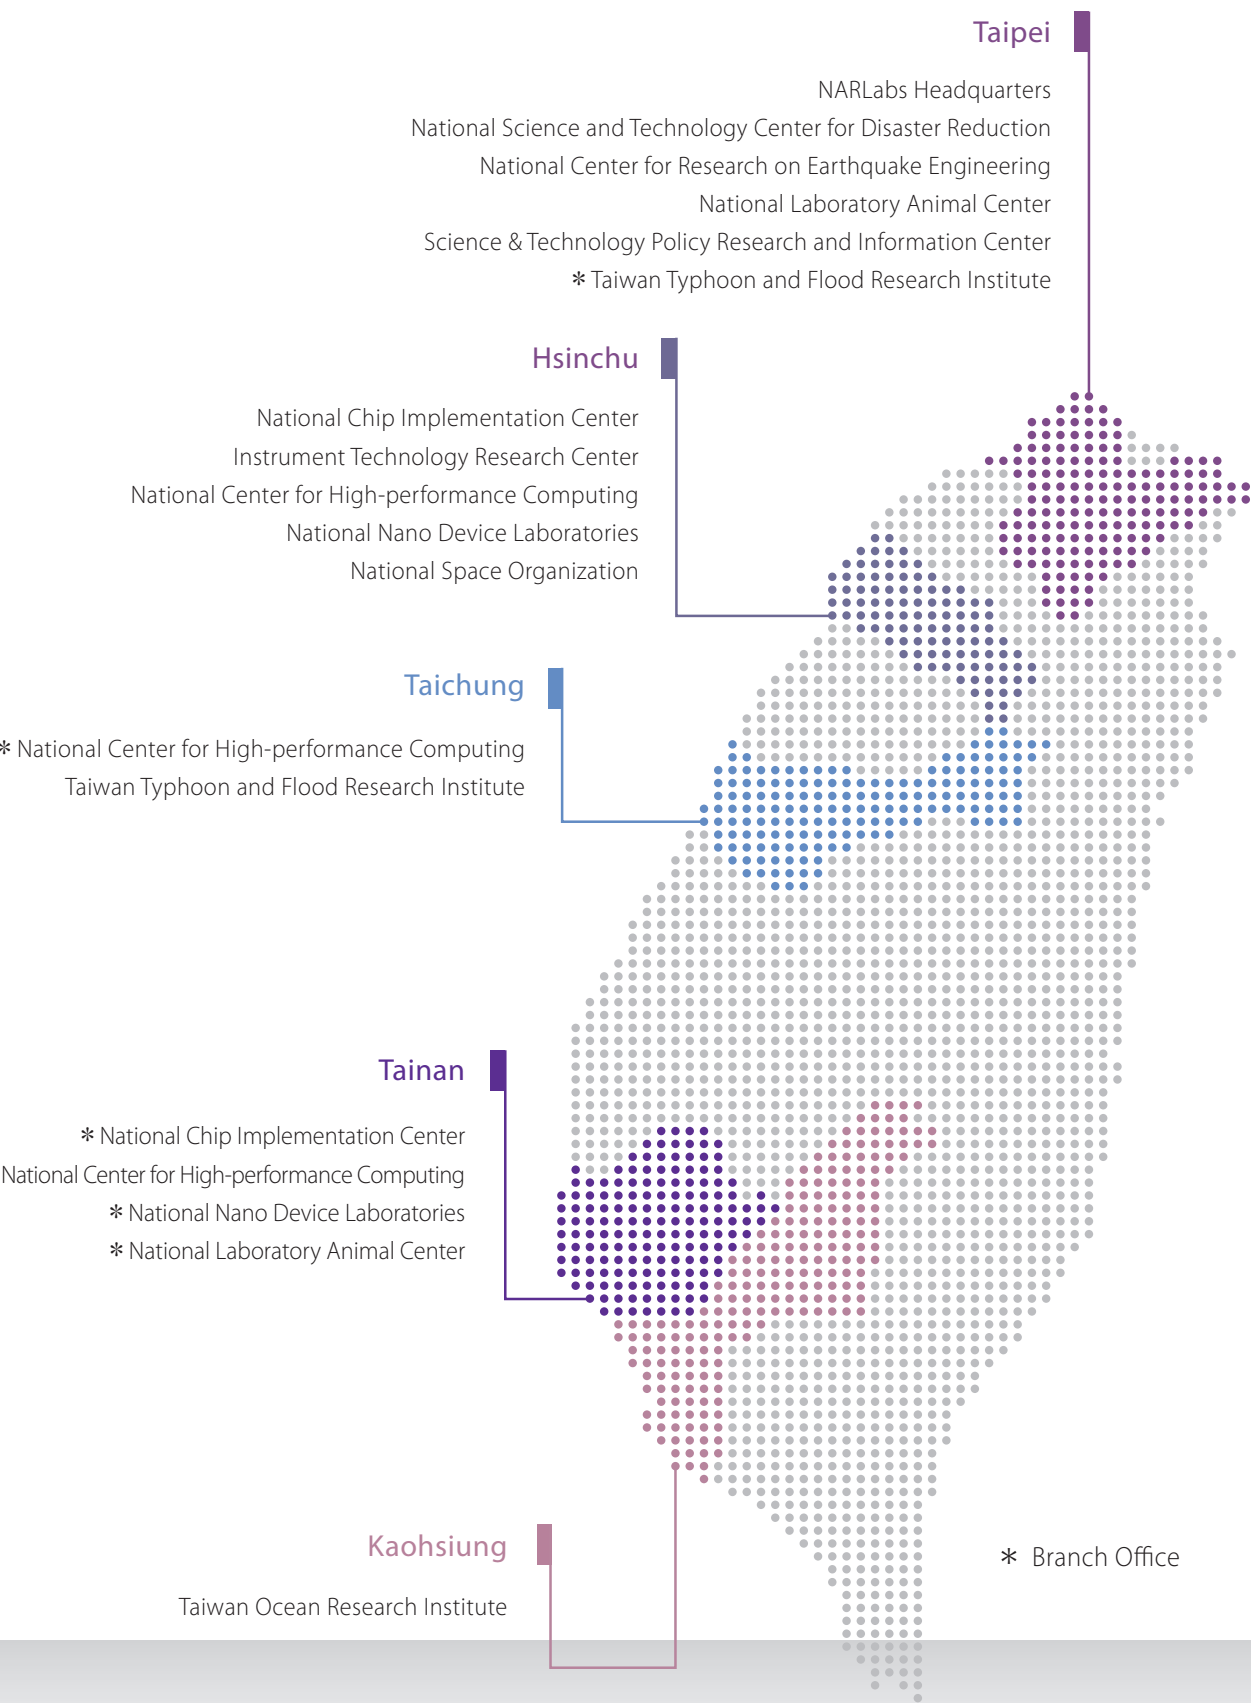 Taipei
NARLabs Headquarters
National Science and Technology Center for Disaster Reduction
National Center for Research on Earthquake Engineering
National Laboratory Animal Center
Science & Technology Policy Research and Information Center
* Taiwan Typhoon and Flood Research Institute
Hsinchu
National Chip Implementation Center
Instrument Technology Research Center
National Center for High-performance Computing
National Nano Device Laboratories
National Space Organization
Taichung
* National Center for High-performance Computing
Taiwan Typhoon and Flood Research Institute
Tainan
* National Chip Implementation Center
National Center for High-performance Computing
* National Nano Device Laboratories
* National Laboratory Animal Center
Kaohsiung
* Branch Office
Taiwan Ocean Research Institute